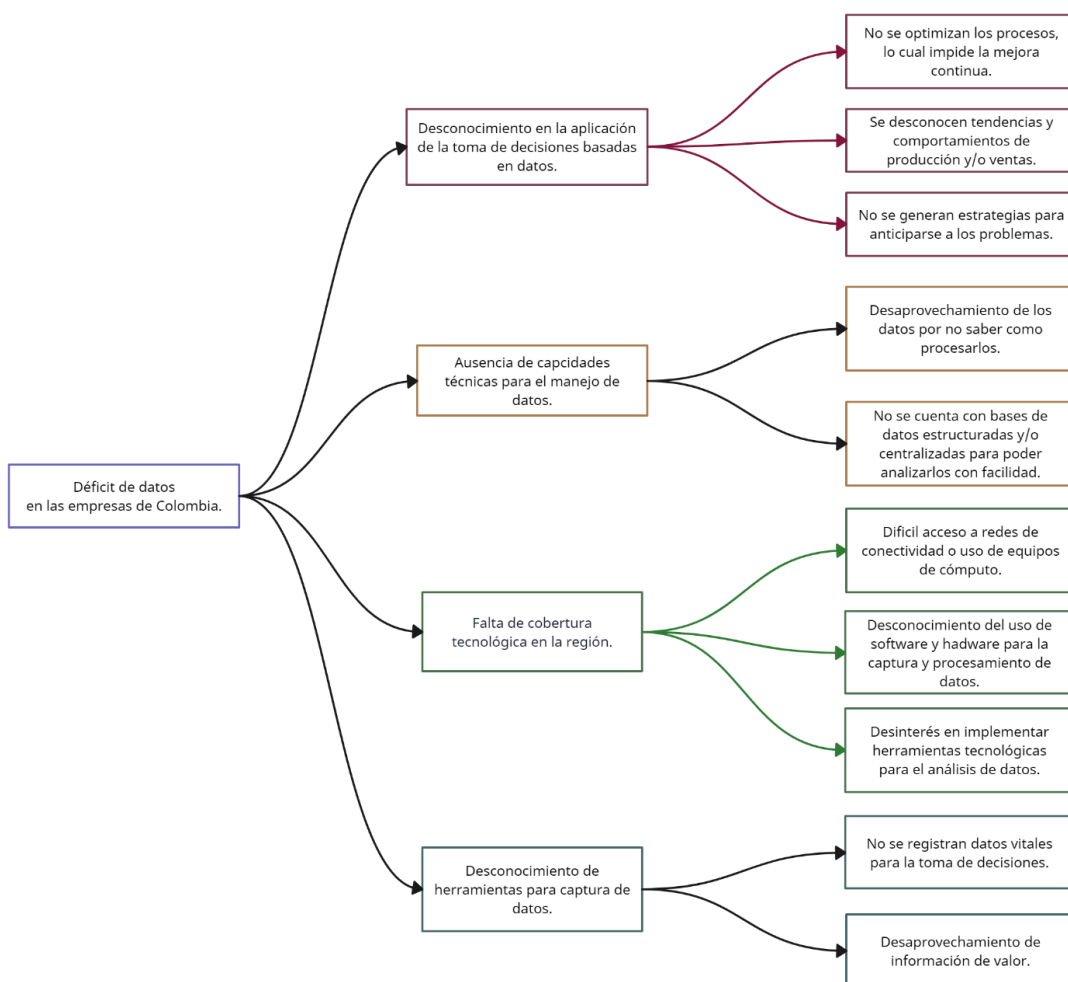 Déficit de datos
en las empresas de Colombia.
Desconocimiento en la aplicación
de la toma de decisiones basadas
en datos.
No se optimizan los procesos,
lo cual impide la mejora
continua.
Se desconocen tendencias y
comportamientos de
producción y/o ventas.
No se generan estrategias para
anticiparse a los problemas.
Ausencia de capcidades
técnicas para el manejo de
datos.
Desaprovechamiento de los
datos por no saber como
procesarlos.
No se cuenta con bases de
datos estructuradas y/o
centralizadas para poder
analizarlos con facilidad.
Falta de cobertura
tecnológica en la región.
Dificil acceso a redes de
conectividad o uso de equipos
de cómputo.
Desconocimiento del uso de
software y hadware para la
captura y procesamiento de
datos.
Desinterés en implementar
herramientas tecnológicas
para el análisis de datos.
Desconocimiento de
herramientas para captura de
datos.
No se registran datos vitales
para la toma de decisiones.
Desaprovechamiento de
información de valor.